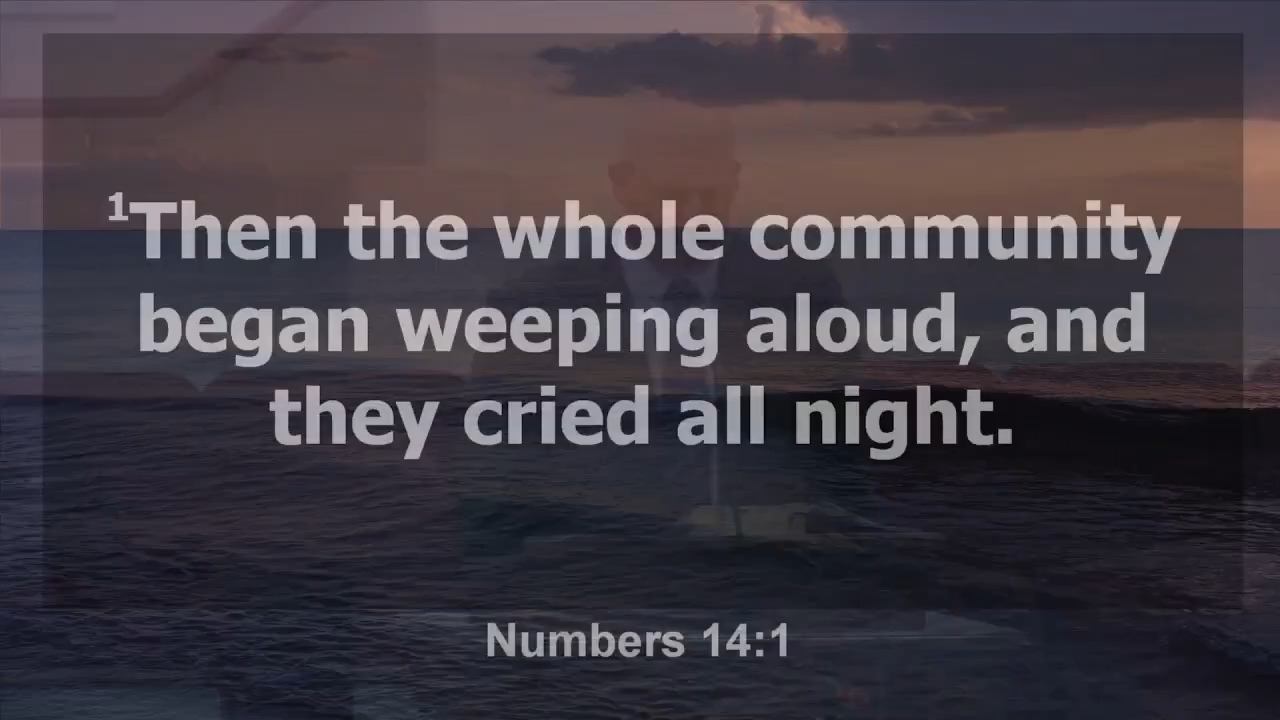 ¹Then the whole community
began weeping aloud, and
they cried all night.
Numbers 14:1